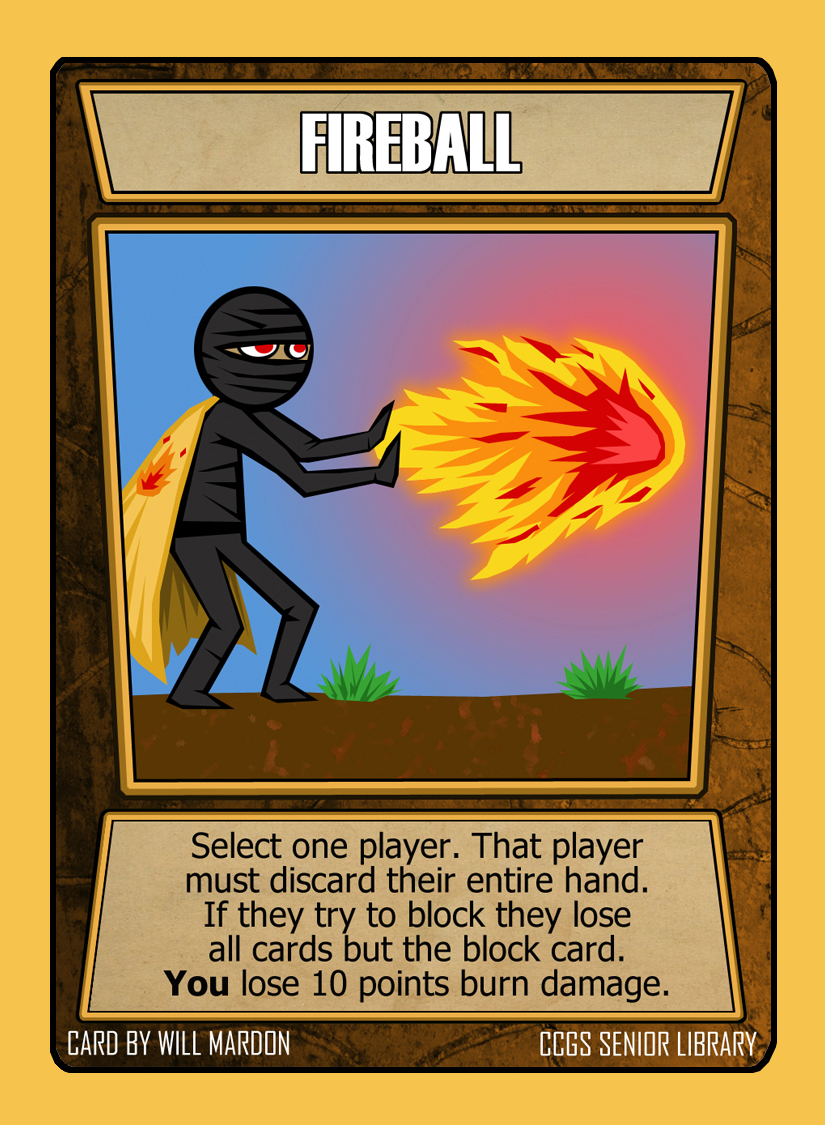 FIREBALL
Select one player. That player
must discard their entire hand.
If they try to block they lose
all cards but the block card.
You lose 10 points burn damage.
CARD BY WILL MARDON
CCGS SENIOR LIBRARY